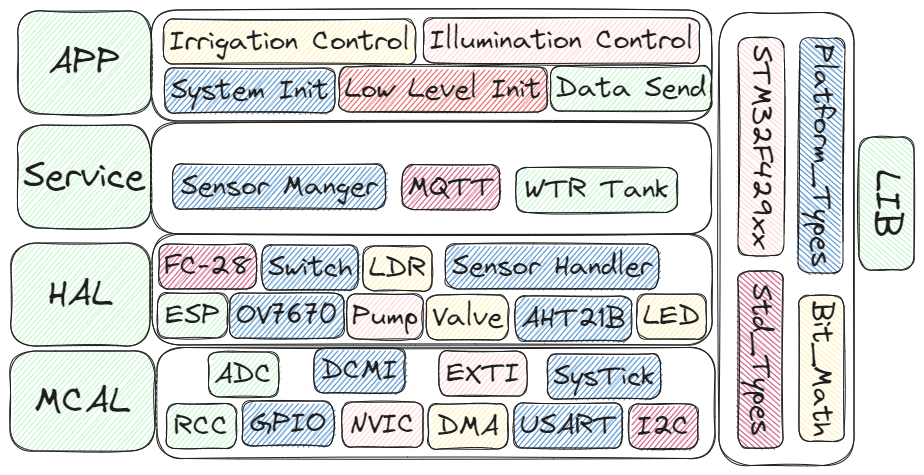 APP
Irrigation Control
Illumination Control
System Init
Low Level Init
Data Send
Service
Sensor Manger
MQTT
WTR Tank
HAL
FC-28
Switch
LDR
Sensor Handler
ESP
OV7670
Pump
Valve
AHT21B
LED
MCAL
ADC
DCMI
EXTI
SysTick
RCC
GPIO
NVIC
DMA
USART
I2C
STM32F429xx
Platform_Types
Std_Types
Bit_Math
LIB